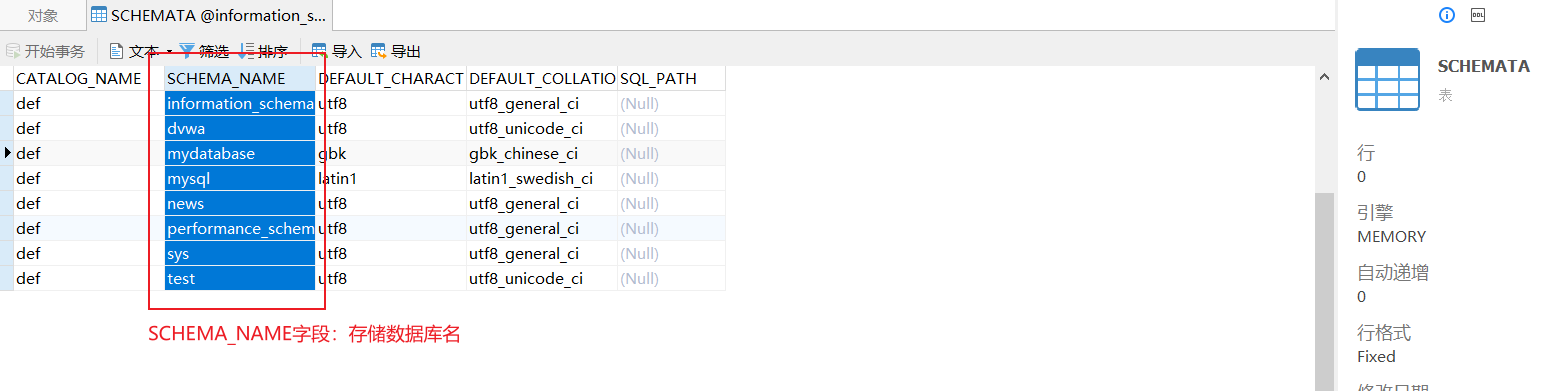 对象 SCHEMATA @information_s...
开始事务 文本 筛选 排序 导入 导出
CATALOG_NAME SCHEMA_NAME DEFAULT_CHARACT DEFAULT_COLLATIO SQL_PATH
def information_schema utf8 utf8_general_ci (Null)
def dvwa utf8 utf8_unicode_ci (Null)
def mydatabase gbk gbk_chinese_ci (Null)
def mysql latin1 latin1_swedish_ci (Null)
def news utf8 utf8_general_ci (Null)
def performance_schem utf8 utf8_general_ci (Null)
def sys utf8 utf8_general_ci (Null)
def test utf8 utf8_unicode_ci (Null)
SCHEMA_NAME字段：存储数据库名
DDL
SCHEMATA
表
行
0
引擎
MEMORY
自动递增
0
行格式
Fixed
修改日期